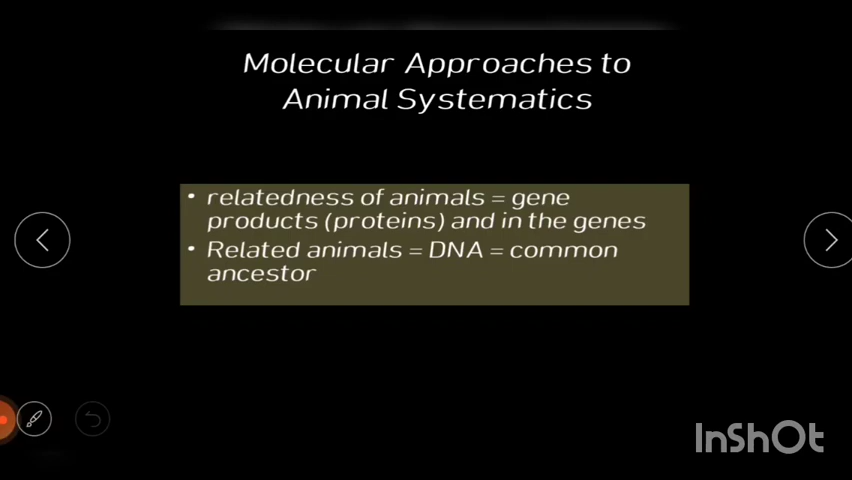 Molecular Approaches to
Animal Systematics
• relatedness of animals = gene
products (proteins) and in the genes
• Related animals = DNA = common
ancestor
InShOt